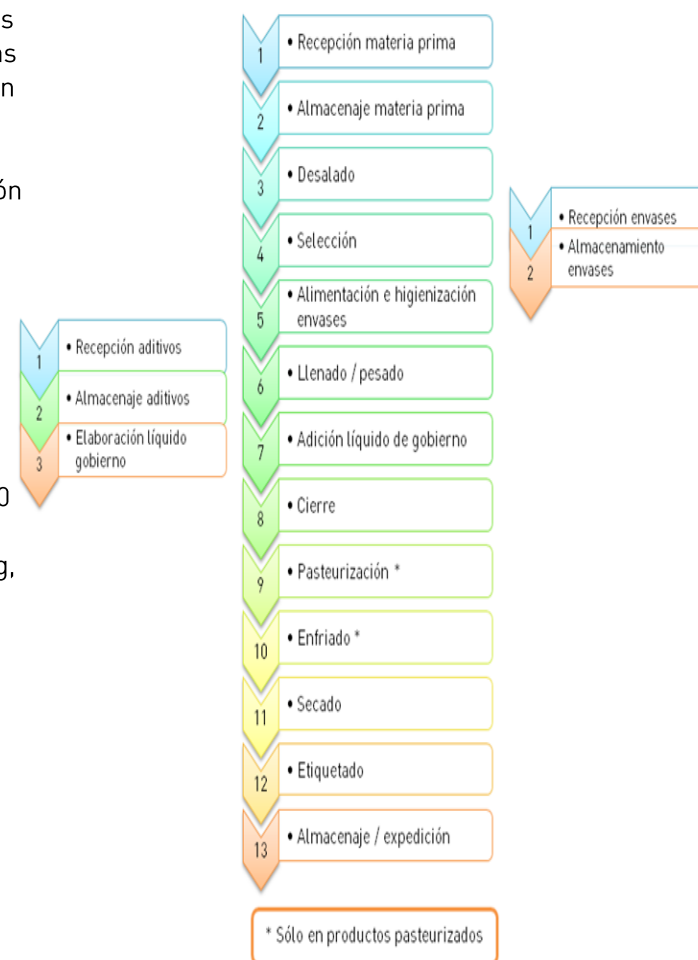 1
• Recepción materia prima
2
• Almacenaje materia prima
3
• Desalado
4
• Selección
5
• Alimentación e higienización
envases
6
• Llenado / pesado
7
• Adición líquido de gobierno
8
• Cierre
9
• Pasteurización *
10
• Enfriado *
11
• Secado
12
• Etiquetado
13
• Almacenaje / expedición
* Sólo en productos pasteurizados
1
• Recepción aditivos
2
• Almacenaje aditivos
3
• Elaboración líquido
gobierno
1
• Recepción envases
2
• Almacenamiento
envases